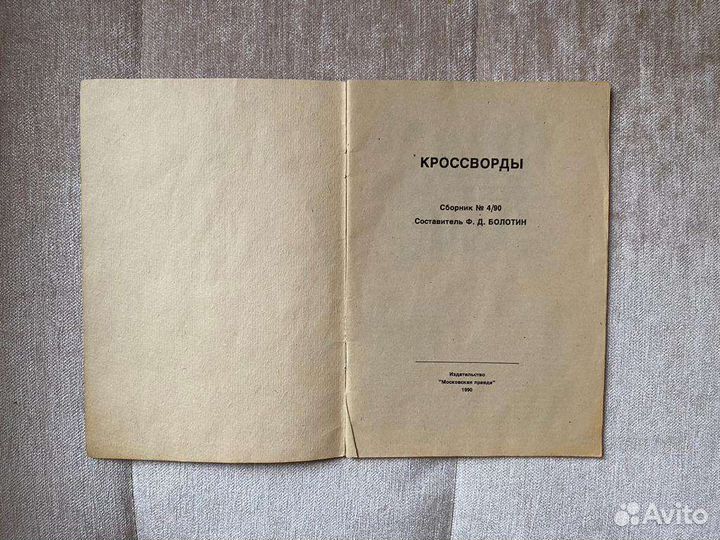 КРОССВОРДЫ
Сборник № 4/90
Составитель Ф. Д. БОЛОТИН
Издательство
"Московская правда"
1990
Avito